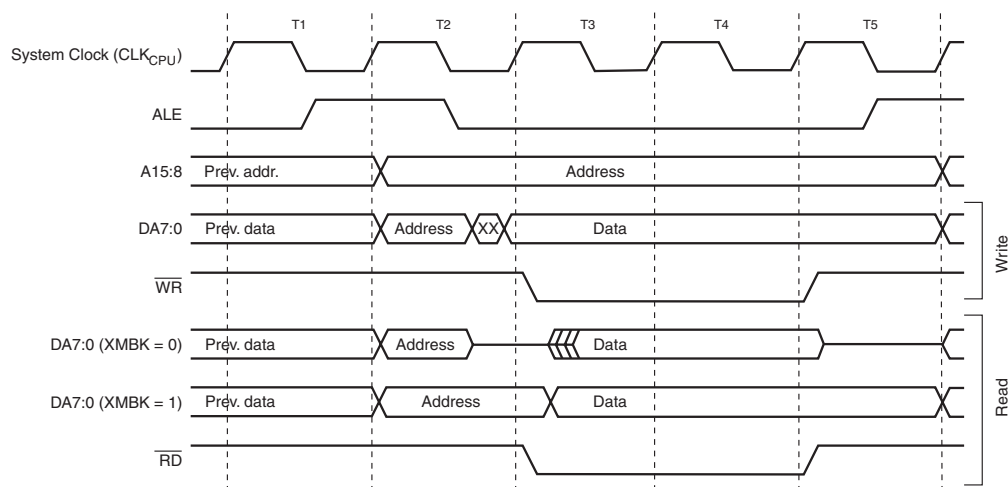 T1 T2 T3 T4 T5
System Clock (CLKCPU)
ALE
A15:8 Prev. addr. Address
DA7:0 Prev. data Address XX Data
WR
Write
DA7:0 (XMBK = 0) Prev. data Address Data
DA7:0 (XMBK = 1) Prev. data Address Data
RD
Read